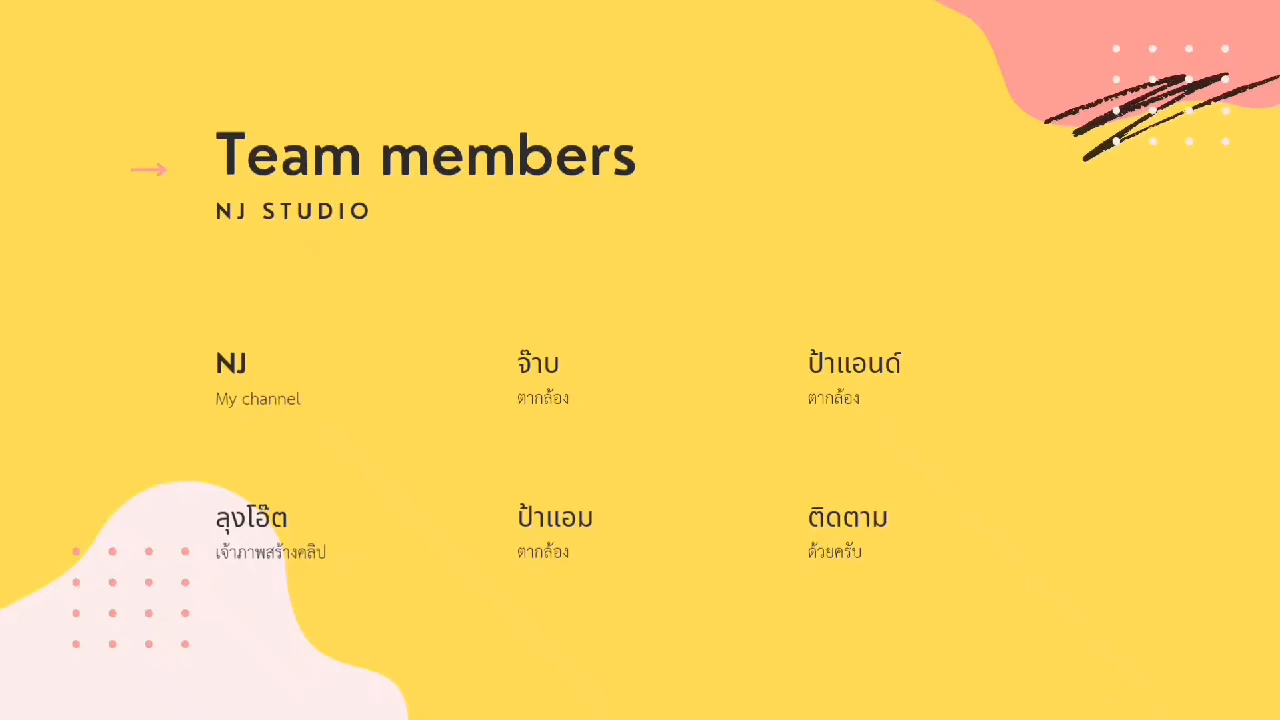 Team members
NJ STUDIO
NJ
My channel
จ๊าบ
ตากล้อง
ป้าแอนด์
ตากล้อง
ลุงโอ๊ต
เจ้าภาพสร้างคลิป
ป้าแอม
ตากล้อง
ติดตาม
ด้วยครับ